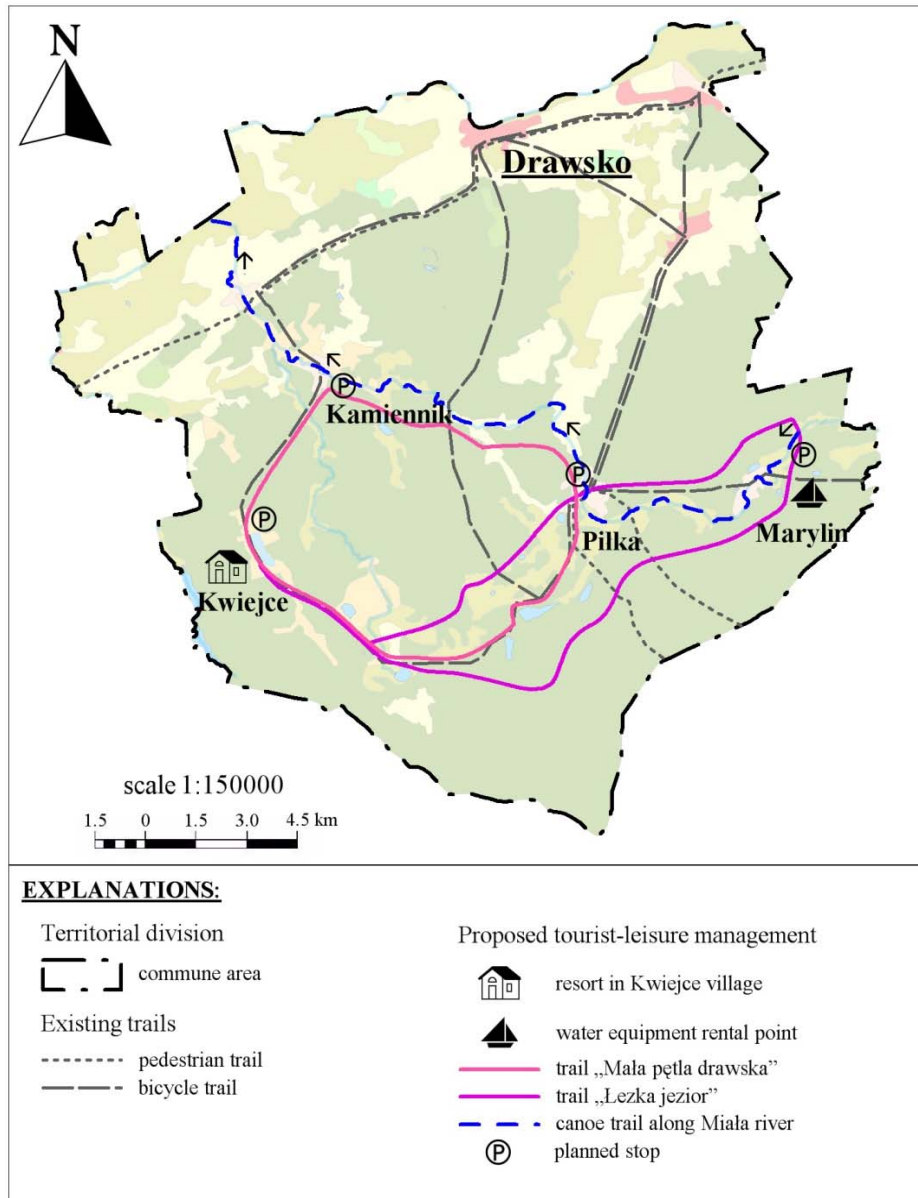 N
Drawsko
Kamiennik
Piłka
Marylin
Kwiejce
scale 1:150000
1.5 0 1.5 3.0 4.5 km
EXPLANATIONS:
Territorial division
commune area
Existing trails
pedestrian trail
bicycle trail
Proposed tourist-leisure management
resort in Kwiejce village
water equipment rental point
trail „Mała pętla drawska”
trail „Łezka jezior”
canoe trail along Miała river
P planned stop
P
P
P
P